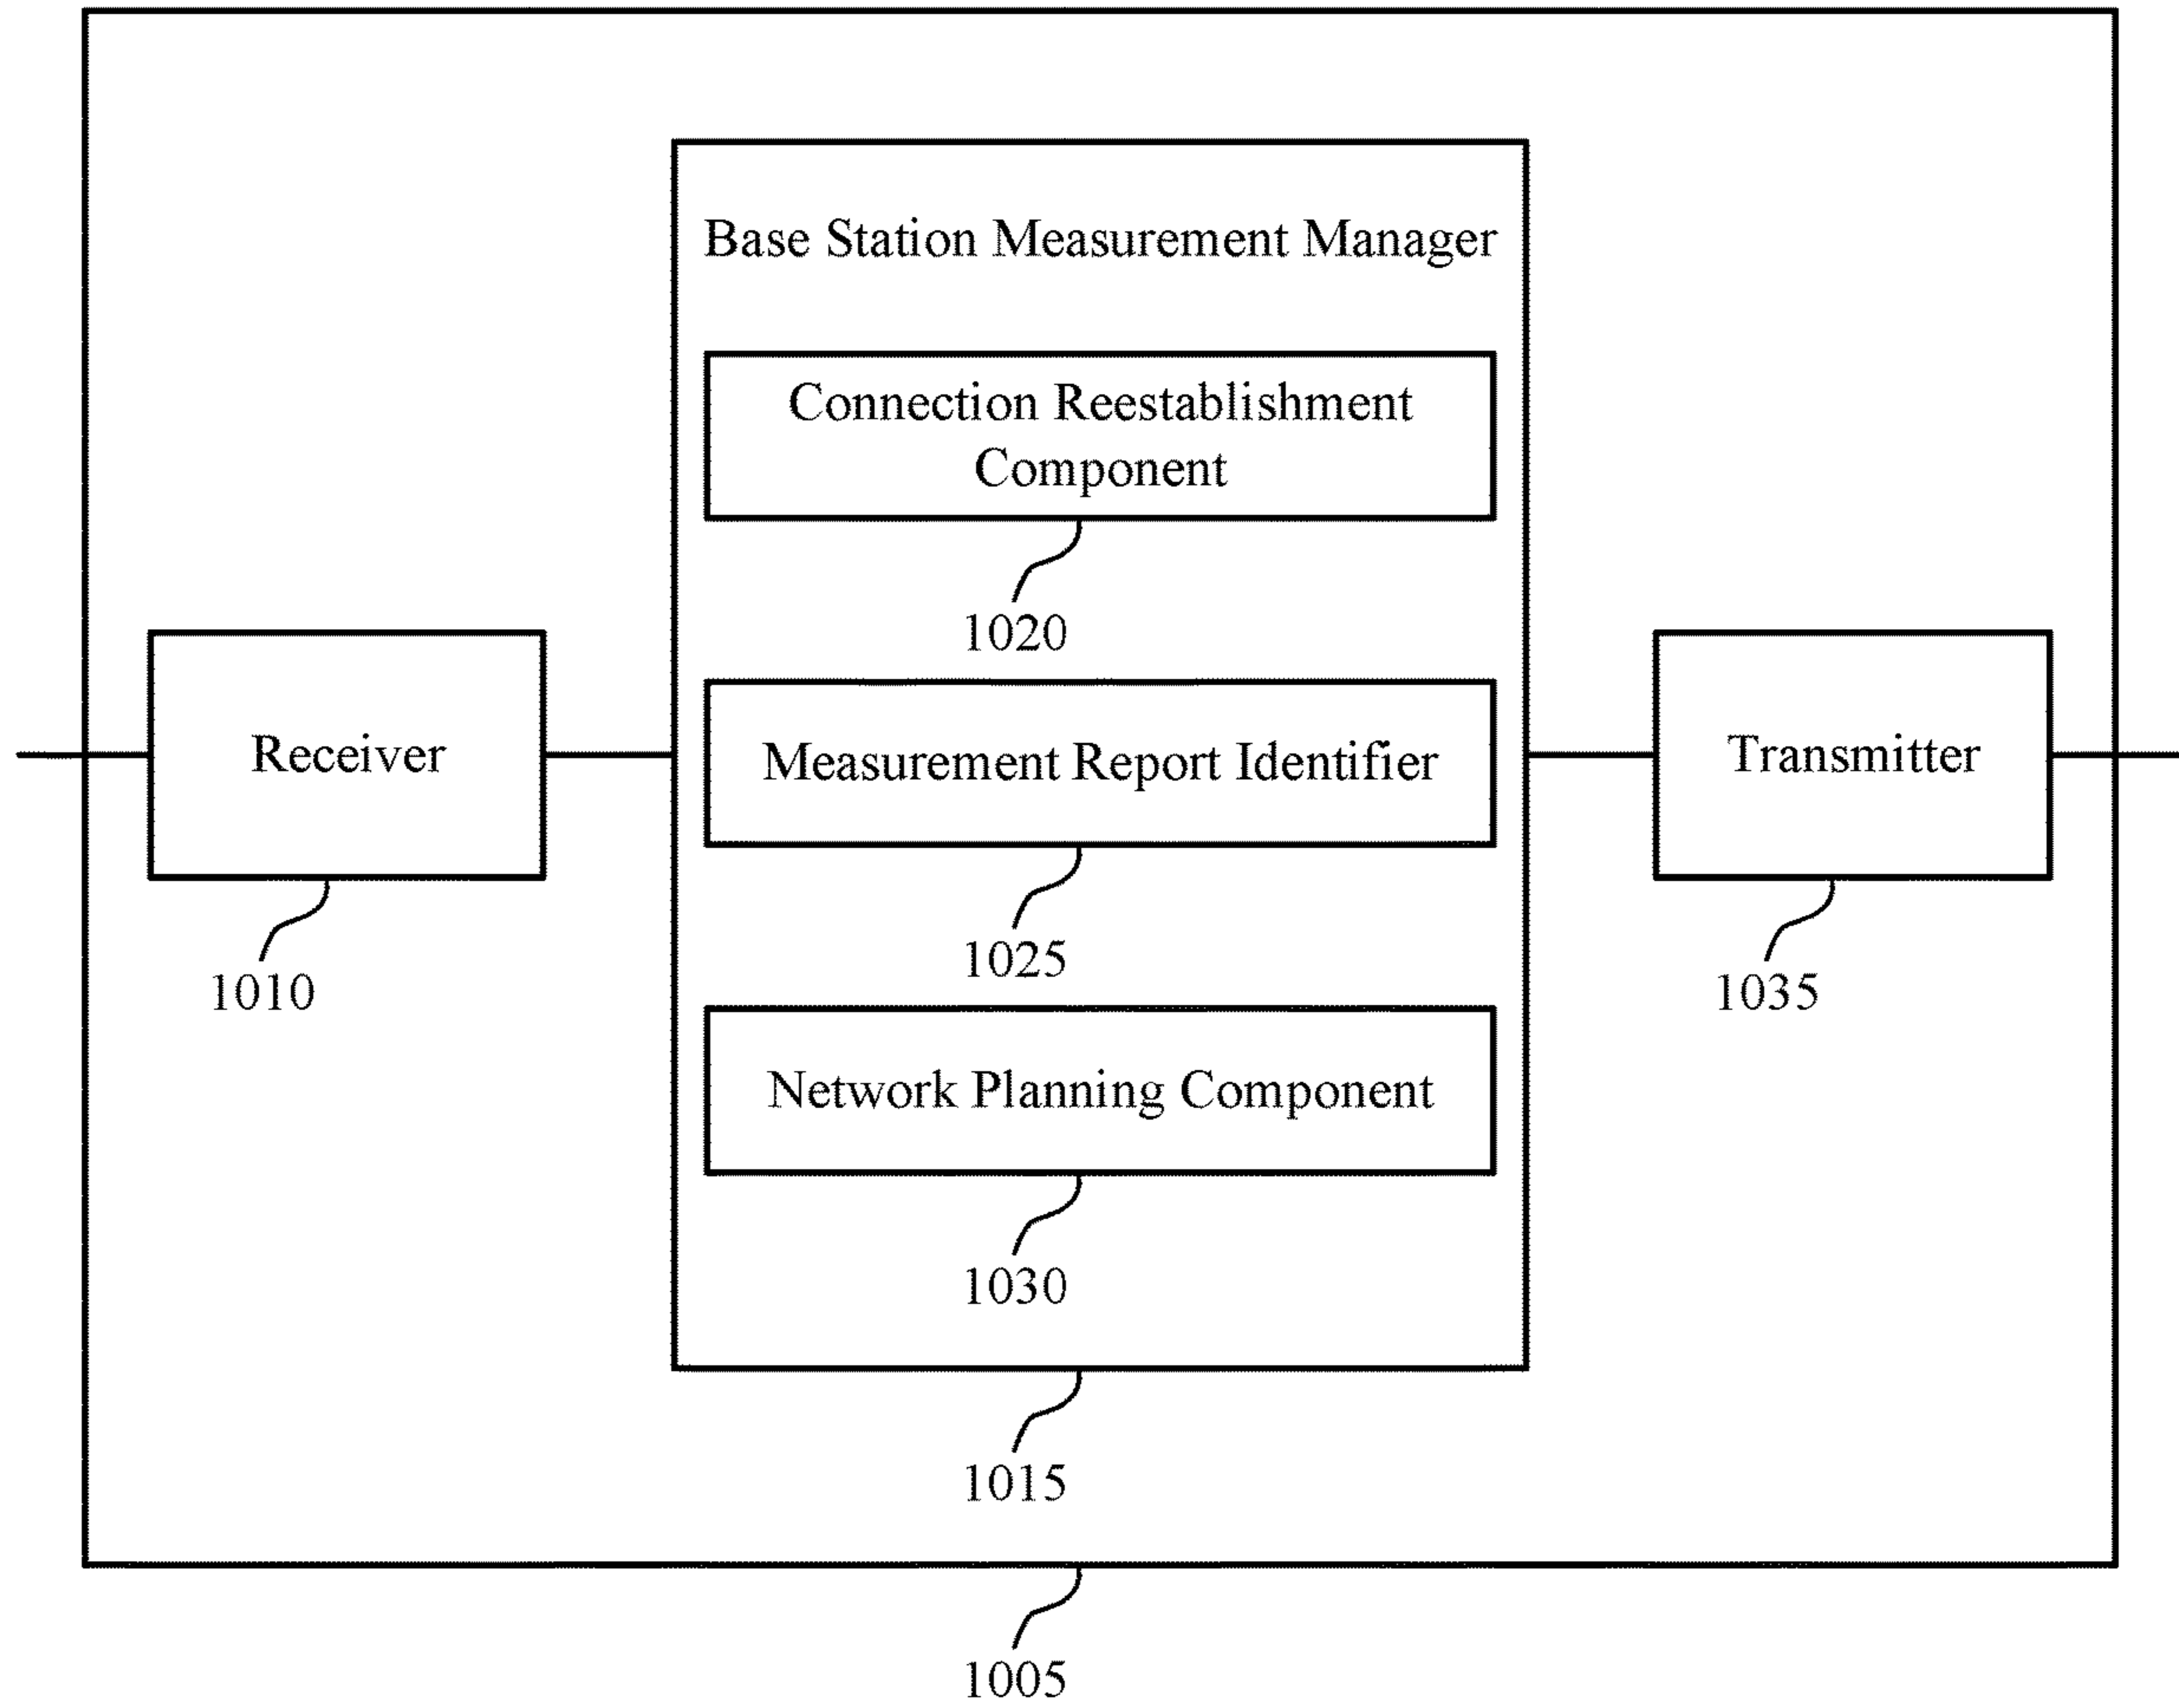 Base Station Measurement Manager
Connection Reestablishment
Component
1020
Receiver
1010
Measurement Report Identifier
1025
Transmitter
1035
Network Planning Component
1030
1015
1005